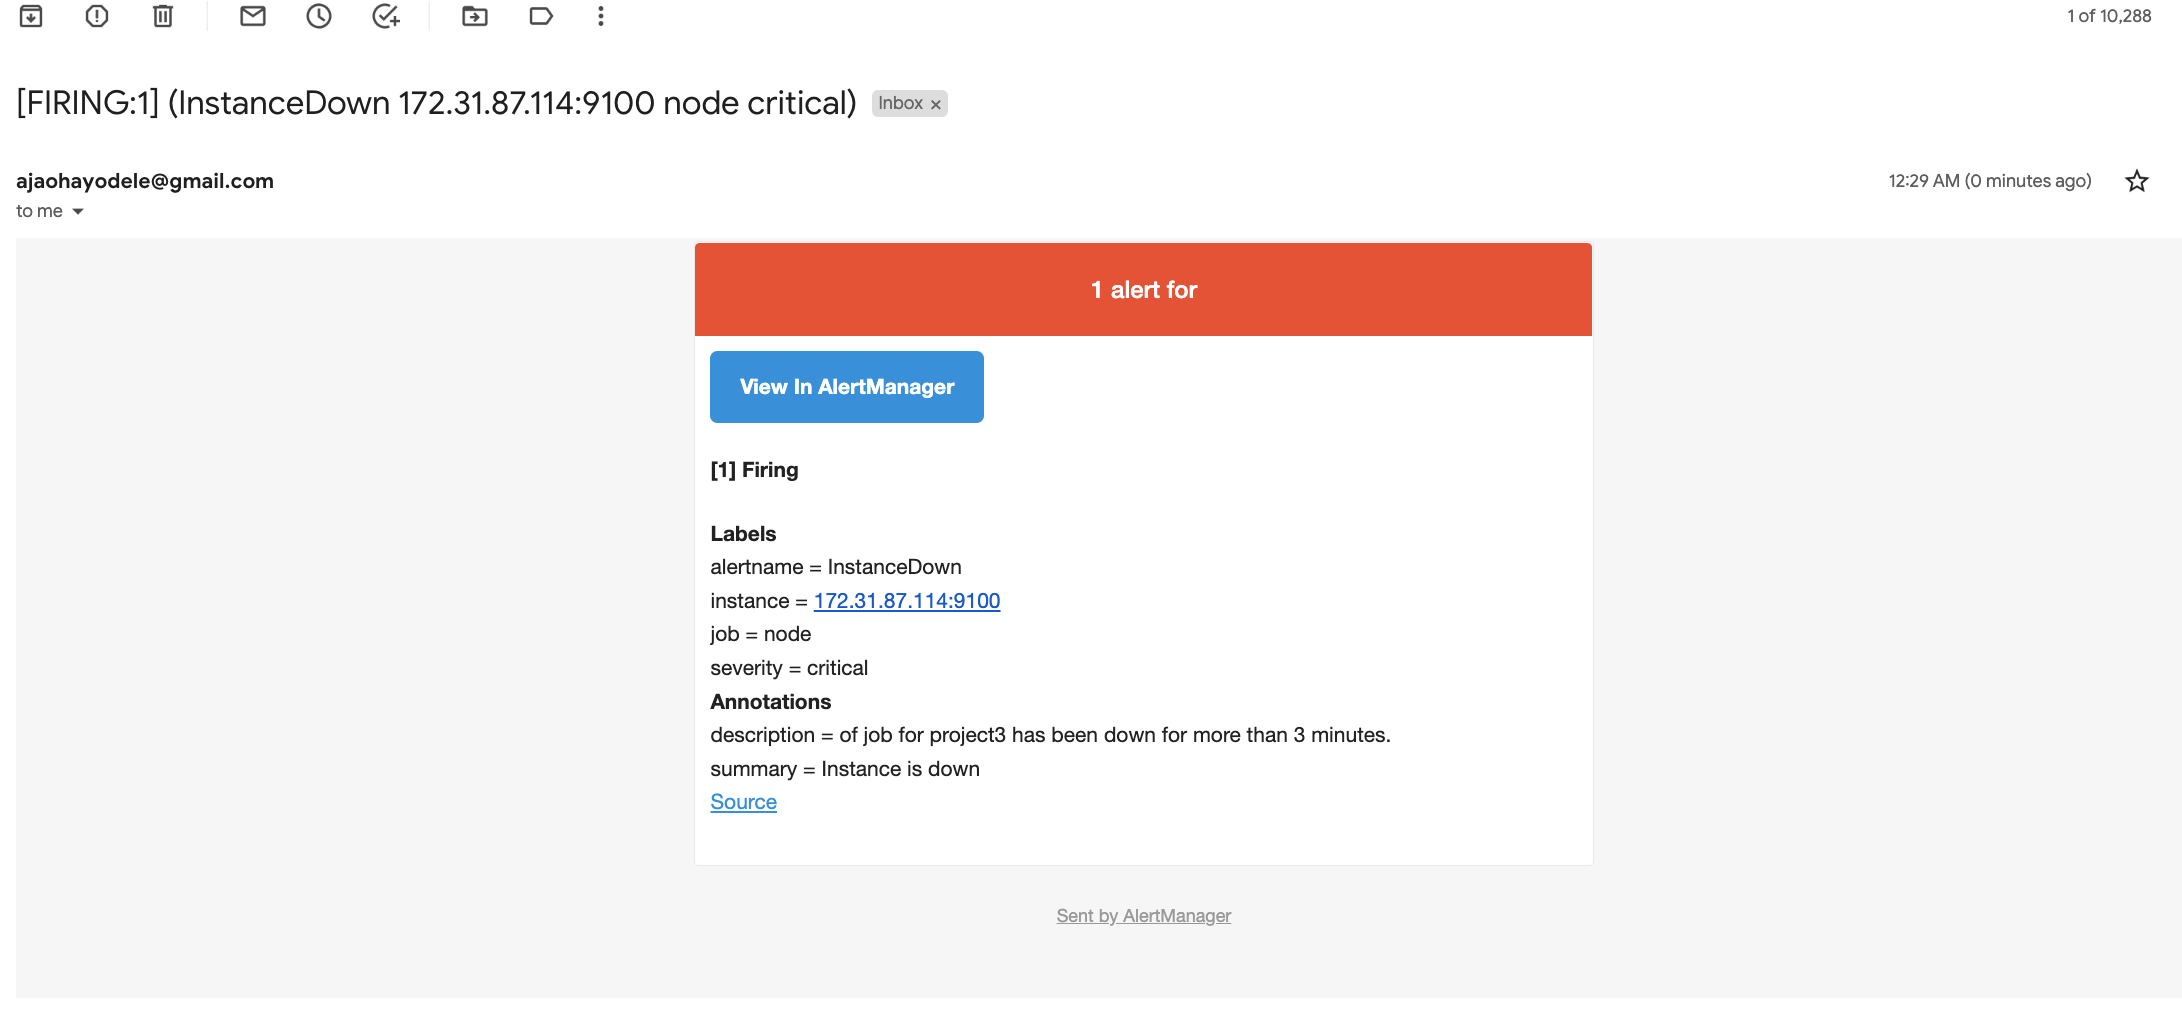 1 of 10,288
[FIRING:1] (InstanceDown 172.31.87.114:9100 node critical) Inbox ×
ajaohayodele@gmail.com 12:29 AM (0 minutes ago)
to me
1 alert for
View In AlertManager
[1] Firing
Labels
alertname = InstanceDown
instance = 172.31.87.114:9100
job = node
severity = critical
Annotations
description = of job for project3 has been down for more than 3 minutes.
summary = Instance is down
Source
Sent by AlertManager